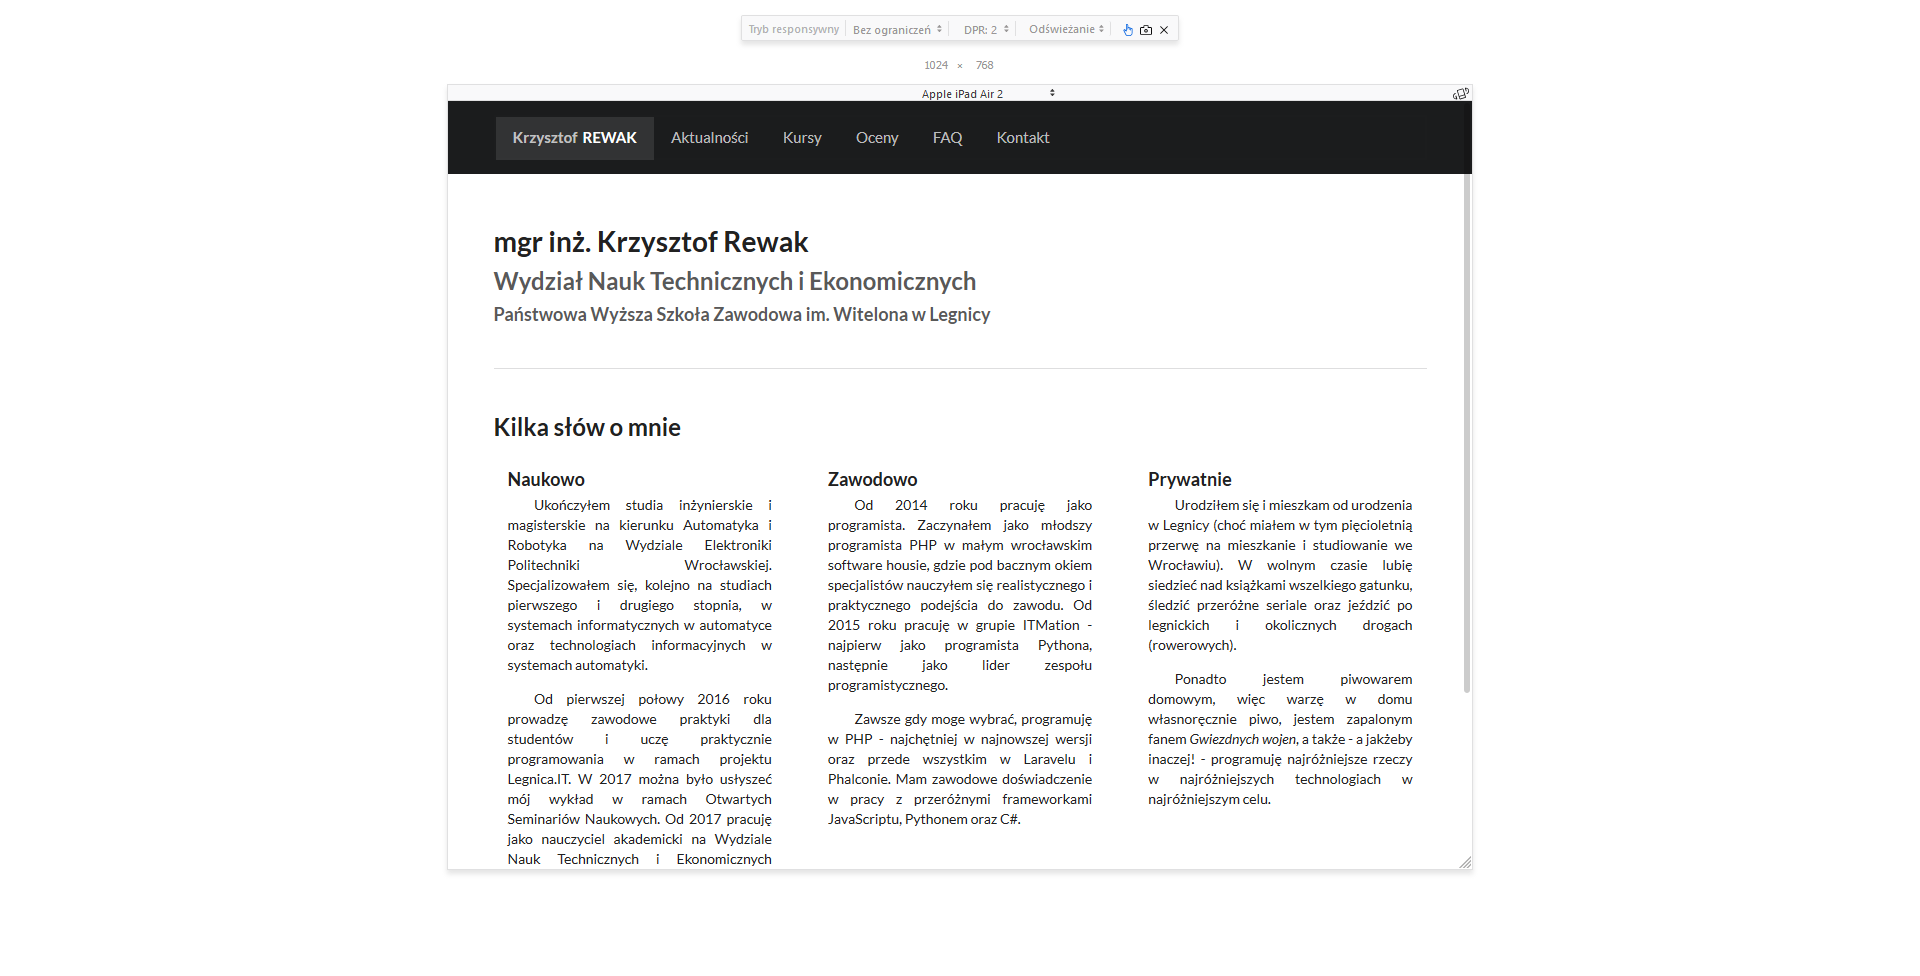 Tryb responsywny Bez ograniczeń DPR: 2 Odświeżanie
1024 × 768
Apple iPad Air 2
Krzysztof REWAK Aktualności Kursy Oceny FAQ Kontakt
mgr inż. Krzysztof Rewak
Wydział Nauk Technicznych i Ekonomicznych
Państwowa Wyższa Szkoła Zawodowa im. Witelona w Legnicy
Kilka słów o mnie
Naukowo
Ukończyłem studia inżynierskie i
magisterskie na kierunku Automatyka i
Robotyka na Wydziale Elektroniki
Politechniki Wrocławskiej.
Specjalizowałem się, kolejno na studiach
pierwszego i drugiego stopnia, w
systemach informatycznych w automatyce
oraz technologiach informacyjnych w
systemach automatyki.
Od pierwszej połowy 2016 roku
prowadzę zawodowe praktyki dla
studentów i uczę praktycznie
programowania w ramach projektu
Legnica.IT. W 2017 można było usłyszeć
mój wykład w ramach Otwartych
Seminariów Naukowych. Od 2017 pracuję
jako nauczyciel akademicki na Wydziale
Nauk Technicznych i Ekonomicznych
Zawodowo
Od 2014 roku pracuję jako
programista. Zaczynałem jako młodszy
programista PHP w małym wrocławskim
software housie, gdzie pod bacznym okiem
specjalistów nauczyłem się realistycznego i
praktycznego podejścia do zawodu. Od
2015 roku pracuję w grupie ITMation -
najpierw jako programista Pythona,
następnie jako lider zespołu
programistycznego.
Zawsze gdy moge wybrać, programuję
w PHP - najchętniej w najnowszej wersji
oraz przede wszystkim w Laravelu i
Phalconie. Mam zawodowe doświadczenie
w pracy z przeróżnymi frameworkami
JavaScriptu, Pythonem oraz C#.
Prywatnie
Urodziłem się i mieszkam od urodzenia
w Legnicy (choć miałem w tym pięcioletnią
przerwę na mieszkanie i studiowanie we
Wrocławiu). W wolnym czasie lubię
siedzieć nad książkami wszelkiego gatunku,
śledzić przeróżne seriale oraz jeździć po
legnickich i okolicznych drogach
(rowerowych).
Ponadto jestem piwowarem
domowym, więc warzę w domu
własnoręcznie piwo, jestem zapalonym
fanem Gwiezdnych wojen, a także - a jakżeby
inaczej! - programuję najróżniejsze rzeczy
w najróżniejszych technologiach w
najróżniejszym celu.